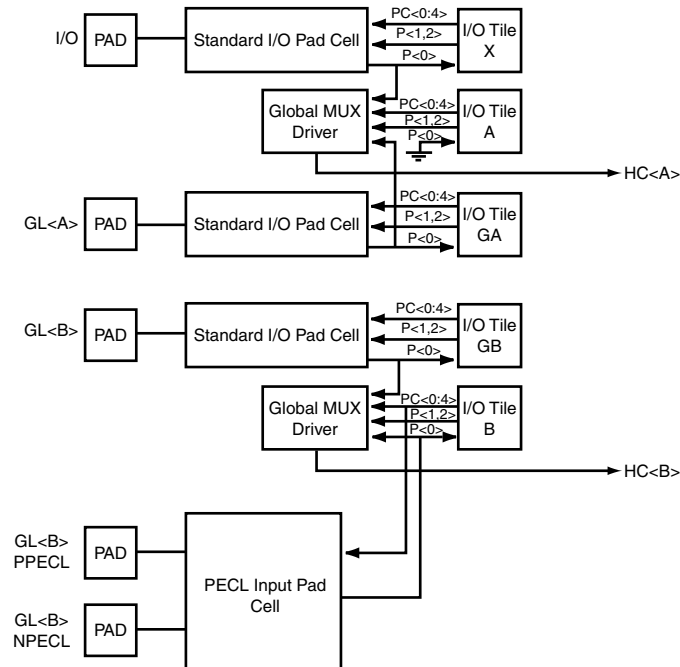 I/O
PAD
Standard I/O Pad Cell
PC<0:4>
P<1,2>
P<0>
I/O Tile
X
Global MUX
Driver
PC<0:4>
P<1,2>
P<0>
I/O Tile
A
HC<A>
GL<A>
PAD
Standard I/O Pad Cell
PC<0:4>
P<1,2>
P<0>
I/O Tile
GA
GL<B>
PAD
Standard I/O Pad Cell
PC<0:4>
P<1,2>
P<0>
I/O Tile
GB
Global MUX
Driver
PC<0:4>
P<1,2>
P<0>
I/O Tile
B
HC<B>
GL<B>
PPECL
PAD
PECL Input Pad
Cell
GL<B>
NPECL
PAD